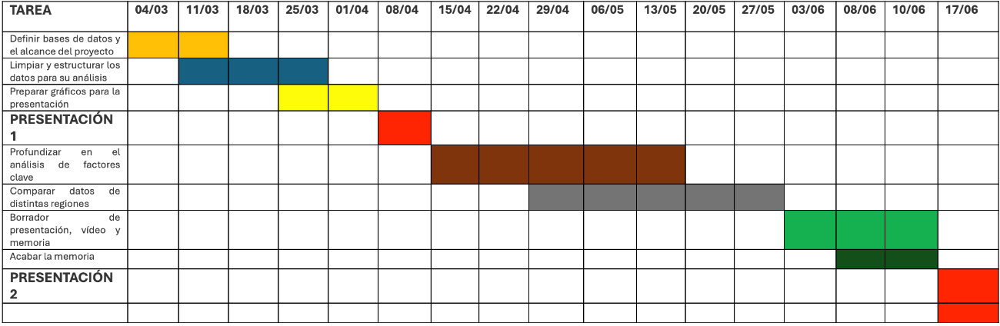 TAREA 04/03 11/03 18/03 25/03 01/04 08/04 15/04 22/04 29/04 06/05 13/05 20/05 27/05 03/06 08/06 10/06 17/06
Definir bases de datos y
el alcance del proyecto
Limpiar y estructurar los
datos para su análisis
Preparar gráficos para la
presentación
PRESENTACIÓN
1
Profundizar en el
análisis de factores
clave
Comparar datos de
distintas regiones
Borrador de
presentación, vídeo y
memoria
Acabar la memoria
PRESENTACIÓN
2